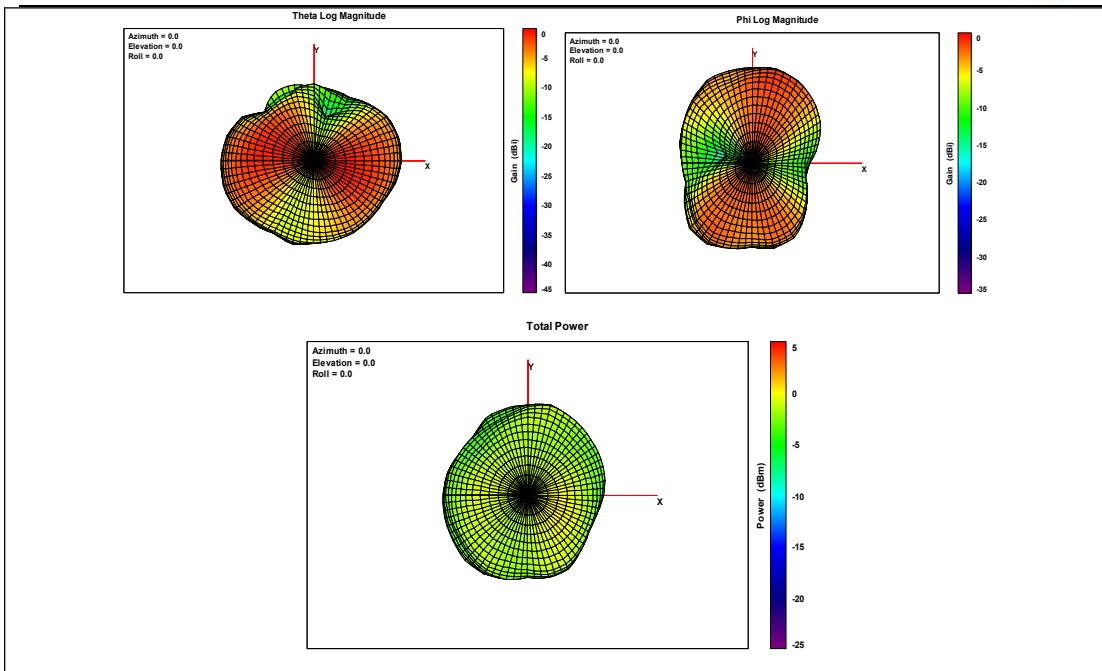 Theta Log Magnitude
Azimuth = 0.0
Elevation = 0.0
Roll = 0.0
Y
X
0
-5
-10
-15
-20
-25
-30
-35
-40
-45
Gain (dBi)
Phi Log Magnitude
Azimuth = 0.0
Elevation = 0.0
Roll = 0.0
Y
X
0
-5
-10
-15
-20
-25
-30
-35
Gain (dBi)
Total Power
Azimuth = 0.0
Elevation = 0.0
Roll = 0.0
Y
X
5
0
-5
-10
-15
-20
-25
Power (dBm)